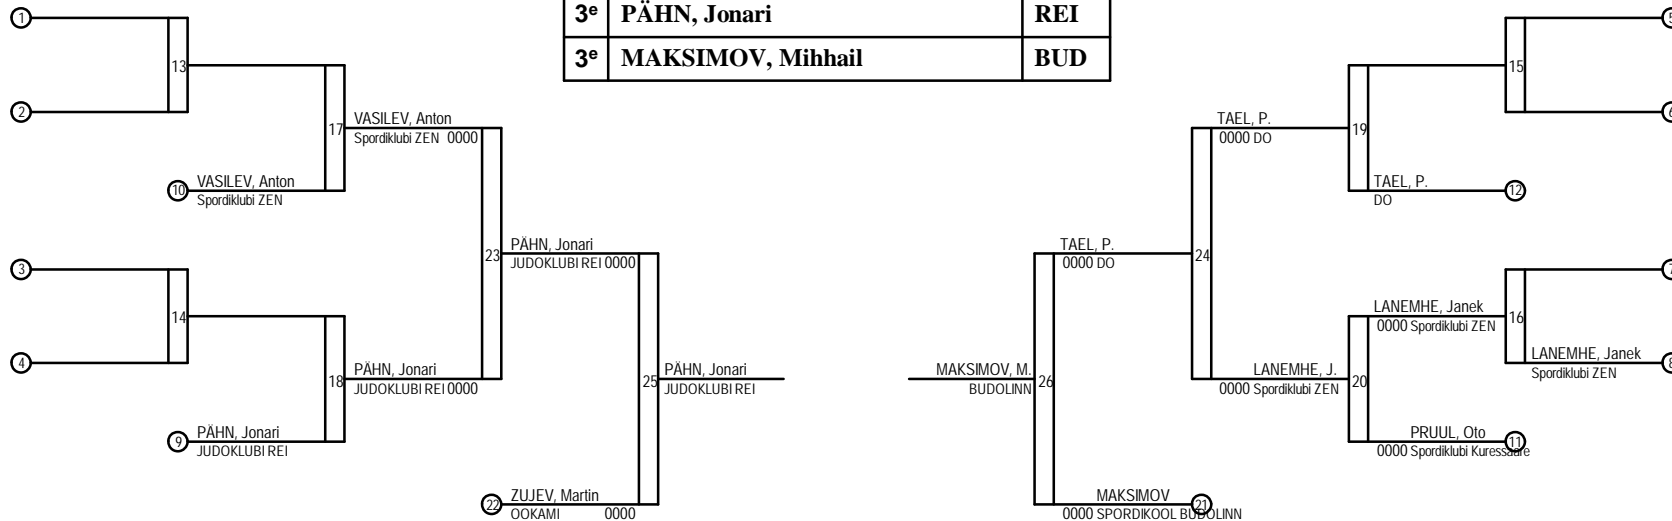 3e PÄHN, Jonari REI
3e MAKSIMOV, Mihhail BUD
1
5
13
15
2
17
VASILEV, Anton
Spordiklubi ZEN 0000
TAEL, P.
0000 DO
19
6
10
VASILEV, Anton
Spordiklubi ZEN
TAEL, P.
DO
12
3
23
PÄHN, Jonari
JUDOKLUBI REI 0000
TAEL, P.
0000 DO
24
7
14
LANEMHE, Janek
0000 Spordiklubi ZEN
16
4
18
PÄHN, Jonari
JUDOKLUBI REI 0000
25
PÄHN, Jonari
JUDOKLUBI REI
MAKSIMOV, M.
BUDOLINN
26
LANEMHE, J.
0000 Spordiklubi ZEN
20
LANEMHE, Janek
Spordiklubi ZEN
8
9
PÄHN, Jonari
JUDOKLUBI REI
PRUUL, Oto
0000 Spordiklubi Kuressaare
11
22
ZUJEV, Martin
OOKAMI 0000
MAKSIMOV
0000 SPORDIKOOL BUDOLINN
21